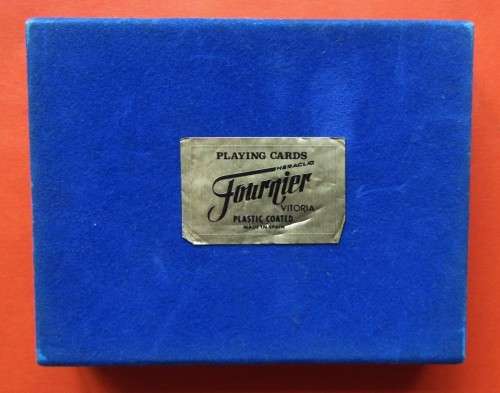 PLAYING CARDS
HERACLIO
Fournier
VITORIA
PLASTIC COATED
MADE IN SPAIN